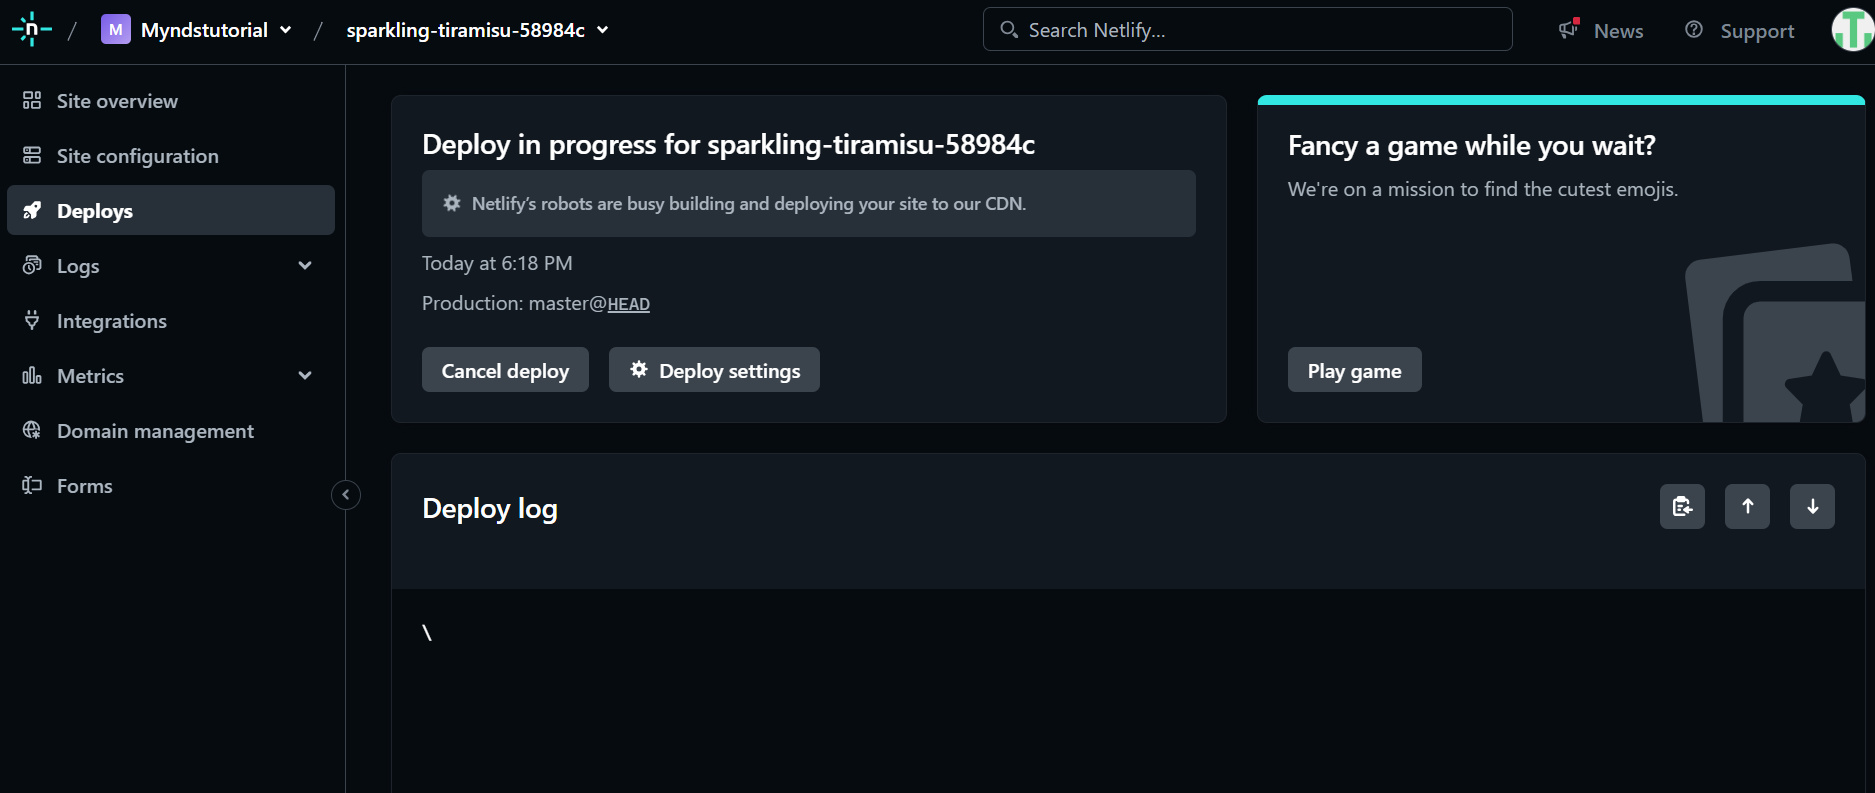 n / M Myndstutorial / sparkling-tiramisu-58984c
Search Netlify...
News
Support
Site overview
Site configuration
Deploys
Logs
Integrations
Metrics
Domain management
Forms
Deploy in progress for sparkling-tiramisu-58984c
Netlify's robots are busy building and deploying your site to our CDN.
Today at 6:18 PM
Production: master@HEAD
Cancel deploy
Deploy settings
Fancy a game while you wait?
We're on a mission to find the cutest emojis.
Play game
Deploy log
\